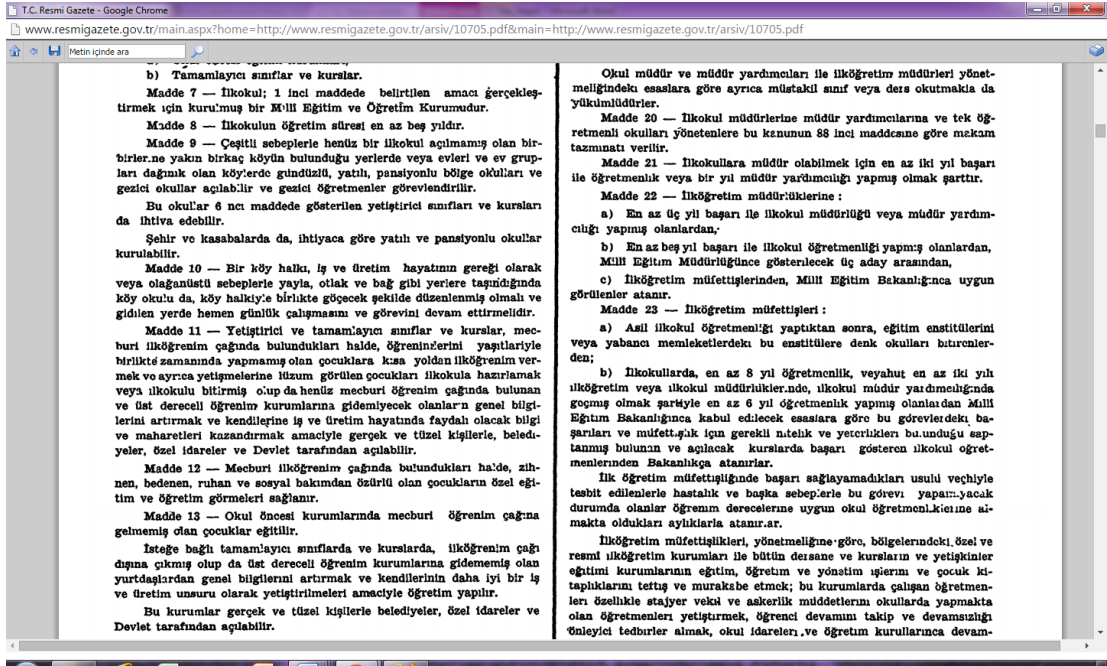 T.C. Resmi Gazete - Google Chrome
www.resmigazete.gov.tr/main.aspx?home=http://www.resmigazete.gov.tr/arsiv/10705.pdf&main=http://www.resmigazete.gov.tr/arsiv/10705.pdf
Metin içinde ara
b) Tamamlayıcı sınıflar ve kurslar.
Madde 7 — İlkokul; 1 inci maddede belirtilen amacı gerçekleş-
tirmek için kurulmuş bir Milli Eğitim ve Öğretim Kurumudur.
Madde 8 — İlkokulun öğretim süresi en az beş yıldır.
Madde 9 — Çeşitli sebeplerle henüz bir ilkokul açılmamış olan bir-
birlerine yakın birkaç köyün bulunduğu yerlerde veya evleri ve ev grup-
ları dağınık olan köylerde gündüzlü, yatılı, pansiyonlu bölge okulları ve
gezici okullar açılabilir ve gezici öğretmenler görevlendirilir.
Bu okullar 6 ncı maddede gösterilen yetiştirici sınıfları ve kursları
da ihtiva edebilir.
Şehir ve kasabalarda da, ihtiyaca göre yatılı ve pansiyonlu okullar
kurulabilir.
Madde 10 — Bir köy halkı, iş ve üretim hayatının gereği olarak
veya olağanüstü sebeplerle yayla, otlak ve bağ gibi yerlere taşındığında
köy okulu da, köy halkiyle birlikte göçecek şekilde düzenlenmiş olmalı ve
gidilen yerde hemen günlük çalışmasını ve görevini devam ettirmelidir.
Madde 11 — Yetiştirici ve tamamlayıcı sınıflar ve kurslar, mec-
buri ilköğrenim çağında bulundukları halde, öğrenimlerini yaşıtlariyle
birlikte zamanında yapmamış olan çocuklara kısa yoldan ilköğrenim ver-
mek ve ayrıca yetişmelerine lüzum görülen çocukları ilkokula hazırlamak
veya ilkokulu bitirmiş olup da henüz mecburi öğrenim çağında bulunan
ve üst dereceli öğrenim kurumlarına gidemiyecek olanların genel bilgi-
lerini artırmak ve kendilerine iş ve üretim hayatında faydalı olacak bilgi
ve maharetleri kazandırmak amaciyle gerçek ve tüzel kişilerle, beledi-
yeler, özel idareler ve Devlet tarafından açılabilir.
Madde 12 — Mecburi ilköğrenim çağında bulundukları halde, zih-
nen, bedenen, ruhan ve sosyal bakımdan özürlü olan çocukların özel eği-
tim ve öğretim görmeleri sağlanır.
Madde 13 — Okul öncesi kurumlarında mecburi öğrenim çağına
gelmemiş olan çocuklar eğitilir.
İsteğe bağlı tamamlayıcı sınıflarda ve kurslarda, ilköğrenim çağı
dışına çıkmış olup da üst dereceli öğrenim kurumlarına gidememiş olan
yurtdaşlardan genel bilgilerini artırmak ve kendilerinin daha iyi bir iş
ve üretim unsuru olarak yetiştirilmeleri amaciyle öğretim yapılır.
Bu kurumlar gerçek ve tüzel kişilerle belediyeler, özel idareler ve
Devlet tarafından açılabilir.
Okul müdür ve müdür yardımcıları ile ilköğretim müdürleri yönet-
meliğindeki esaslara göre ayrıca müstakil sınıf veya ders okutmakla da
yükümlüdürler.
Madde 20 — İlkokul müdürlerine müdür yardımcılarına ve tek öğ-
retmenli okulları yönetenlere bu kanunun 88 inci maddesine göre makam
tazminatı verilir.
Madde 21 — İlkokullara müdür olabilmek için en az iki yıl başarı
ile öğretmenlik veya bir yıl müdür yardımcılığı yapmış olmak şarttır.
Madde 22 — İlköğretim müdürlüklerine :
a) En az üç yıl başarı ile ilkokul müdürlüğü veya müdür yardım-
cılığı yapmış olanlardan,
b) En az beş yıl başarı ile ilkokul öğretmenliği yapmış olanlardan,
Milli Eğitim Müdürlüğünce gösterilecek üç aday arasından,
c) İlköğretim müfettişlerinden, Milli Eğitim Bakanlığınca uygun
görülenler atanır.
Madde 23 — İlköğretim müfettişleri :
a) Asil ilkokul öğretmenliği yaptıktan sonra, eğitim enstitülerini
veya yabancı memleketlerdeki bu enstitülere denk okulları bitirenler-
den;
b) İlkokullarda, en az 8 yıl öğretmenlik, veyahut en az iki yılı
ilköğretim veya ilkokul müdürlüklerinde, ilkokul müdür yardımcılığında
geçmiş olmak şartiyle en az 6 yıl öğretmenlik yapmış olanlardan Milli
Eğitim Bakanlığınca kabul edilecek esaslara göre bu görevlerdeki ba-
şarıları ve müfettişlik için gerekli nitelik ve yeterlikleri bulunduğu sap-
tanmış bulunan ve açılacak kurslarda başarı gösteren ilkokul öğret-
menlerinden Bakanlıkça atanırlar.
İlk öğretim müfettişliğinde başarı sağlayamadıkları usulü veçhiyle
tesbit edilenlerle hastalık ve başka sebeplerle bu görevi yapamıyacak
durumda olanlar öğrenim derecelerine uygun okul öğretmenliklerine al-
makta oldukları aylıklarla atanırlar.
İlköğretim müfettişlikleri, yönetmeliğine göre, bölgelerindeki özel ve
resmi ilköğretim kurumları ile bütün dersane ve kursların ve yetişkinler
eğitimi kurumlarının eğitim, öğretim ve yönetim işlerini ve çocuk ki-
taplıklarını teftiş ve murakabe etmek; bu kurumlarda çalışan öğretmen-
leri özellikle stajyer vekil ve askerlik müddetlerini okullarda yapmakta
olan öğretmenleri yetiştirmek, öğrenci devamını takip ve devamsızlığı
önleyici tedbirler almak, okul idareleri ve öğretim kurullarınca devam-